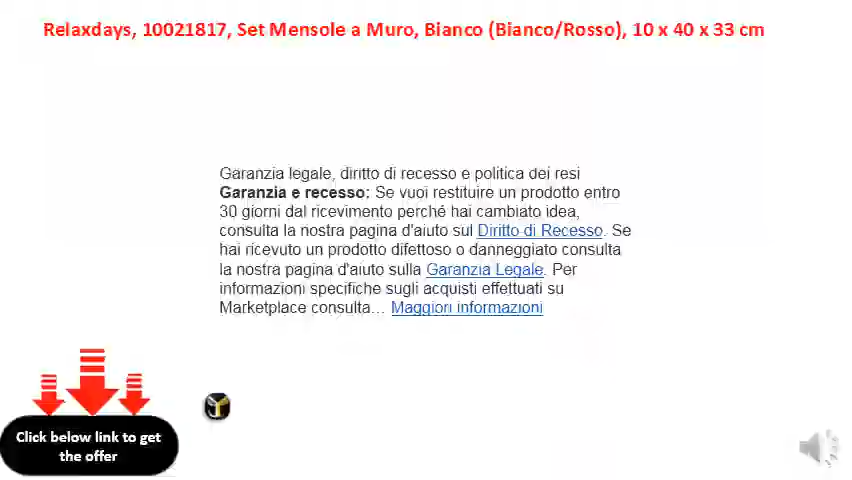 Relaxdays, 10021817, Set Mensole a Muro, Bianco (Bianco/Rosso), 10 x 40 x 33 cm
Garanzia legale, diritto di recesso e politica dei resi
Garanzia e recesso: Se vuoi restituire un prodotto entro
30 giorni dal ricevimento perché hai cambiato idea,
consulta la nostra pagina d'aiuto sul Diritto di Recesso. Se
hai ricevuto un prodotto difettoso o danneggiato consulta
la nostra pagina d'aiuto sulla Garanzia Legale. Per
informazioni specifiche sugli acquisti effettuati su
Marketplace consulta… Maggiori informazioni
Click below link to get
the offer